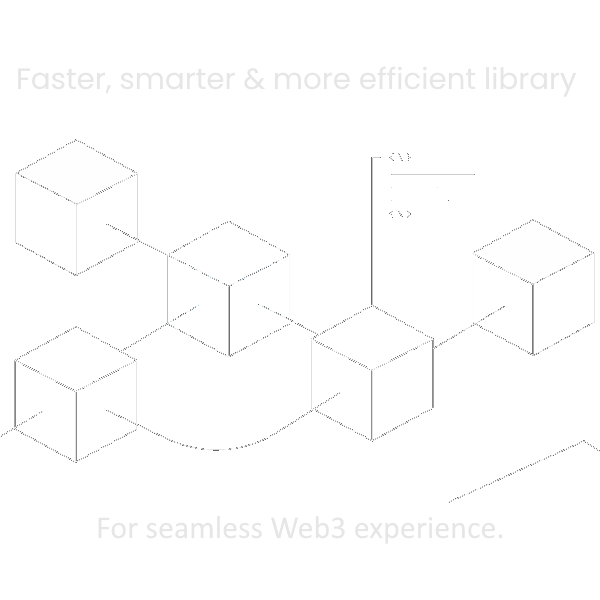 Faster, smarter & more efficient library
<\>
<\>
For seamless Web3 experience.